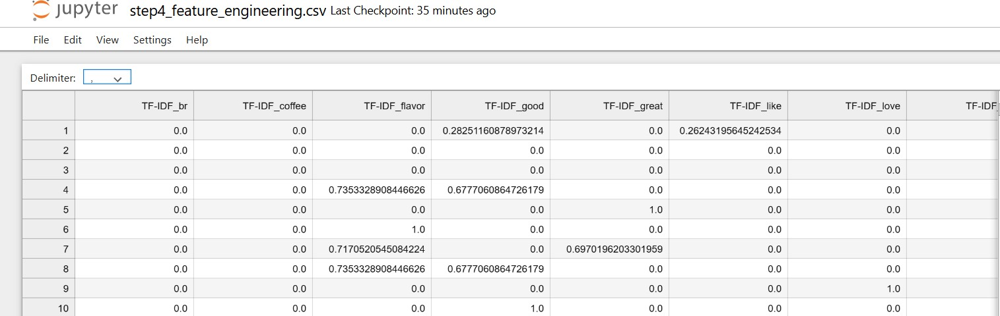 jupyter step4_feature_engineering.csv Last Checkpoint: 35 minutes ago
File Edit View Settings Help
Delimiter: ,
TF-IDF_br TF-IDF_coffee TF-IDF_flavor TF-IDF_good TF-IDF_great TF-IDF_like TF-IDF_love TF-IDF
1 0.0 0.0 0.0 0.28251160878973214 0.0 0.26243195645242534 0.0
2 0.0 0.0 0.0 0.0 0.0 0.0 0.0
3 0.0 0.0 0.0 0.0 0.0 0.0 0.0
4 0.0 0.0 0.7353328908446626 0.6777060864726179 0.0 0.0 0.0
5 0.0 0.0 0.0 0.0 1.0 0.0 0.0
6 0.0 0.0 1.0 0.0 0.0 0.0 0.0
7 0.0 0.0 0.7170520545084224 0.0 0.6970196203301959 0.0 0.0
8 0.0 0.0 0.7353328908446626 0.6777060864726179 0.0 0.0 0.0
9 0.0 0.0 0.0 0.0 0.0 0.0 1.0
10 0.0 0.0 0.0 1.0 0.0 0.0 0.0